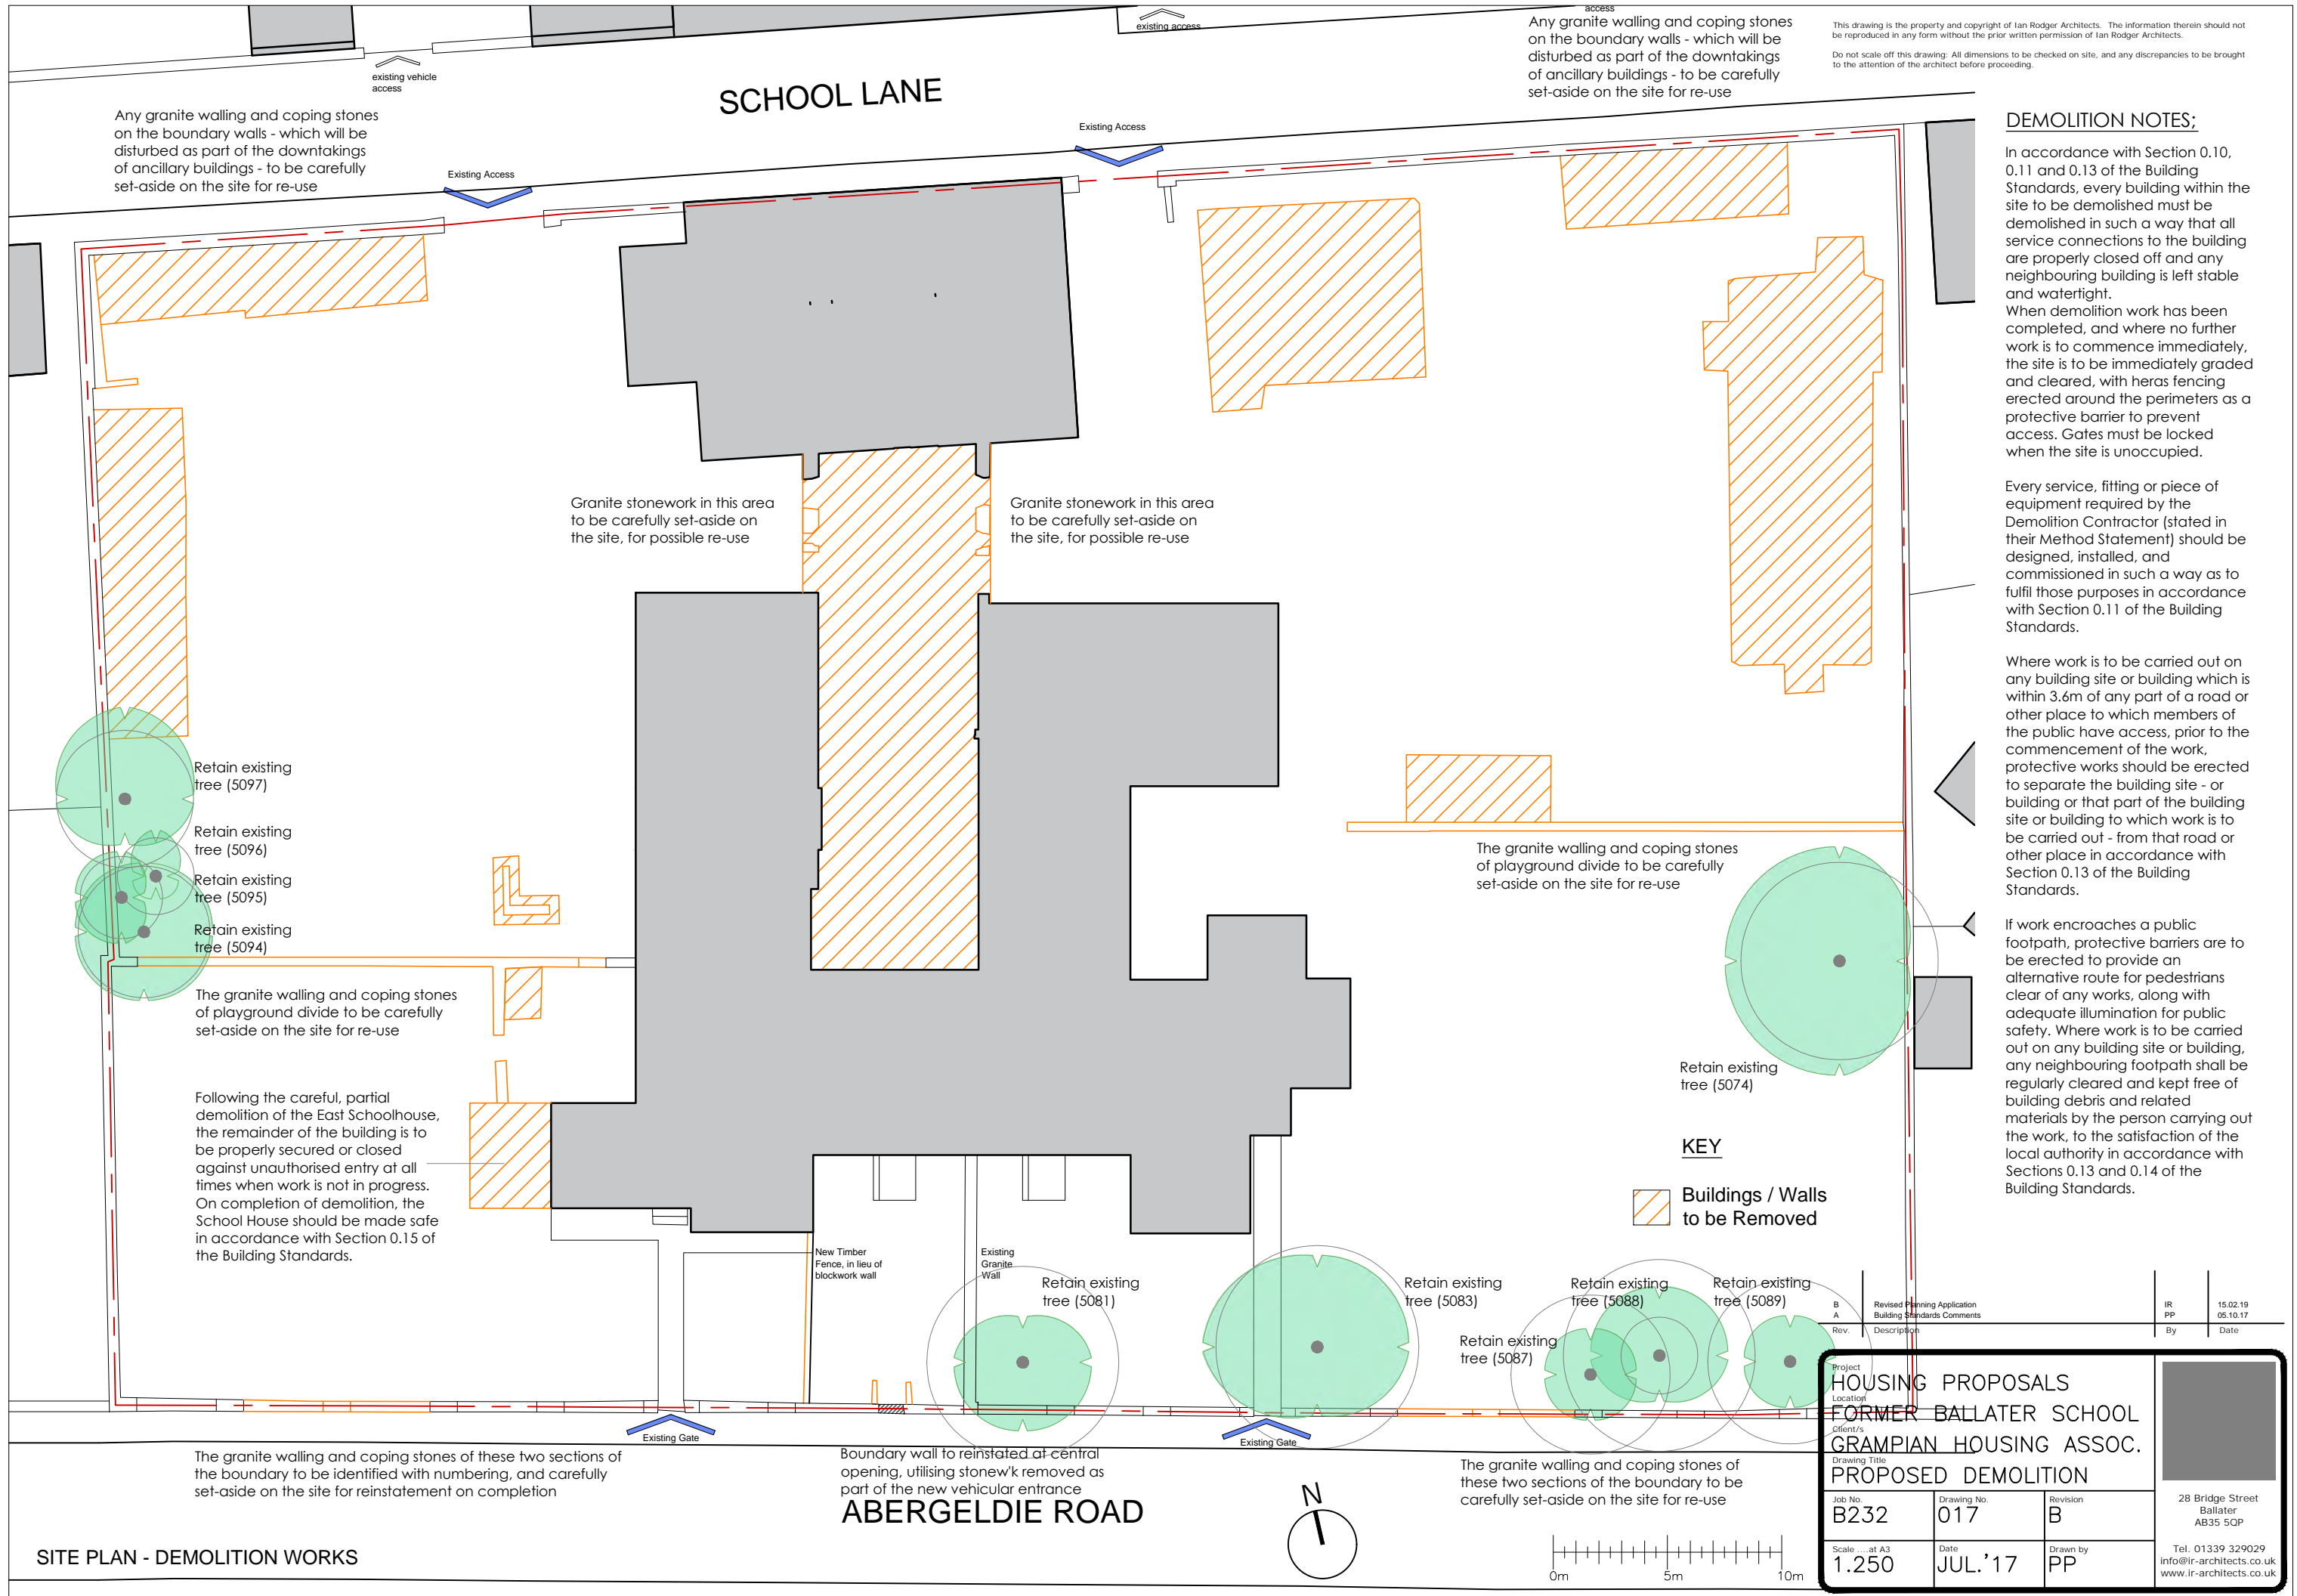 existing vehicle
access
existing access
access
Any granite walling and coping stones
on the boundary walls - which will be
disturbed as part of the downtakings
of ancillary buildings - to be carefully
set-aside on the site for re-use
This drawing is the property and copyright of Ian Rodger Architects. The information therein should not
be reproduced in any form without the prior written permission of Ian Rodger Architects.
Do not scale off this drawing: All dimensions to be checked on site, and any discrepancies to be brought
to the attention of the architect before proceeding.
Any granite walling and coping stones
on the boundary walls - which will be
disturbed as part of the downtakings
of ancillary buildings - to be carefully
set-aside on the site for re-use
SCHOOL LANE
Existing Access
Existing Access
DEMOLITION NOTES;
In accordance with Section 0.10,
0.11 and 0.13 of the Building
Standards, every building within the
site to be demolished must be
demolished in such a way that all
service connections to the building
are properly closed off and any
neighbouring building is left stable
and watertight.
When demolition work has been
completed, and where no further
work is to commence immediately,
the site is to be immediately graded
and cleared, with heras fencing
erected around the perimeters as a
protective barrier to prevent
access. Gates must be locked
when the site is unoccupied.
Every service, fitting or piece of
equipment required by the
Demolition Contractor (stated in
their Method Statement) should be
designed, installed, and
commissioned in such a way as to
fulfil those purposes in accordance
with Section 0.11 of the Building
Standards.
Where work is to be carried out on
any building site or building which is
within 3.6m of any part of a road or
other place to which members of
the public have access, prior to the
commencement of the work,
protective works should be erected
to separate the building site - or
building or that part of the building
site or building to which work is to
be carried out - from that road or
other place in accordance with
Section 0.13 of the Building
Standards.
If work encroaches a public
footpath, protective barriers are to
be erected to provide an
alternative route for pedestrians
clear of any works, along with
adequate illumination for public
safety. Where work is to be carried
out on any building site or building,
any neighbouring footpath shall be
regularly cleared and kept free of
building debris and related
materials by the person carrying out
the work, to the satisfaction of the
local authority in accordance with
Sections 0.13 and 0.14 of the
Building Standards.
Granite stonework in this area
to be carefully set-aside on
the site, for possible re-use
Granite stonework in this area
to be carefully set-aside on
the site, for possible re-use
Retain existing
tree (5097)
Retain existing
tree (5096)
Retain existing
tree (5095)
Retain existing
tree (5094)
The granite walling and coping stones
of playground divide to be carefully
set-aside on the site for re-use
The granite walling and coping stones
of playground divide to be carefully
set-aside on the site for re-use
Following the careful, partial
demolition of the East Schoolhouse,
the remainder of the building is to
be properly secured or closed
against unauthorised entry at all
times when work is not in progress.
On completion of demolition, the
School House should be made safe
in accordance with Section 0.15 of
the Building Standards.
Retain existing
tree (5074)
KEY
Buildings / Walls
to be Removed
New Timber
Fence, in lieu of
blockwork wall
Existing
Granite
Wall
Retain existing
tree (5081)
Retain existing
tree (5083)
Retain existing
tree (5088)
Retain existing
tree (5089)
Retain existing
tree (5087)
B Revised Planning Application IR 15.02.19
A Building Standards Comments PP 05.10.17
Rev. Description By Date
Existing Gate
Existing Gate
The granite walling and coping stones of these two sections of
the boundary to be identified with numbering, and carefully
set-aside on the site for reinstatement on completion
Boundary wall to reinstated at central
opening, utilising stonew'k removed as
part of the new vehicular entrance
The granite walling and coping stones of
these two sections of the boundary to be
carefully set-aside on the site for re-use
ABERGELDIE ROAD
N
0m 5m 10m
SITE PLAN - DEMOLITION WORKS
Project
HOUSING PROPOSALS
Location
FORMER BALLATER SCHOOL
Client/s
GRAMPIAN HOUSING ASSOC.
Drawing Title
PROPOSED DEMOLITION
Job No. Drawing No. Revision
B232 017 B
Scale ....at A3 Date Drawn by
1.250 JUL.'17 PP
28 Bridge Street
Ballater
AB35 5QP
Tel. 01339 329029
info@ir-architects.co.uk
www.ir-architects.co.uk